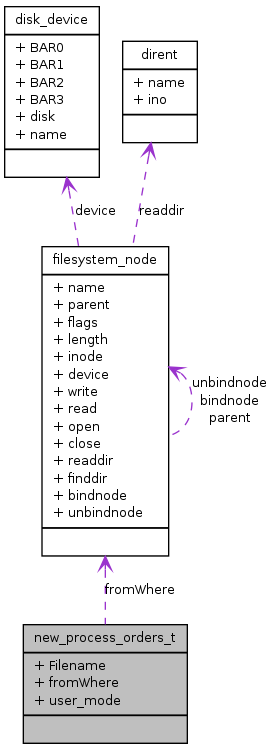 disk_device
+ BAR0
+ BAR1
+ BAR2
+ BAR3
+ disk
+ name
dirent
+ name
+ ino
device
readdir
filesystem_node
+ name
+ parent
+ flags
+ length
+ inode
+ device
+ write
+ read
+ open
+ close
+ readdir
+ finddir
+ bindnode
+ unbindnode
unbindnode
bindnode
parent
fromWhere
new_process_orders_t
+ Filename
+ fromWhere
+ user_mode